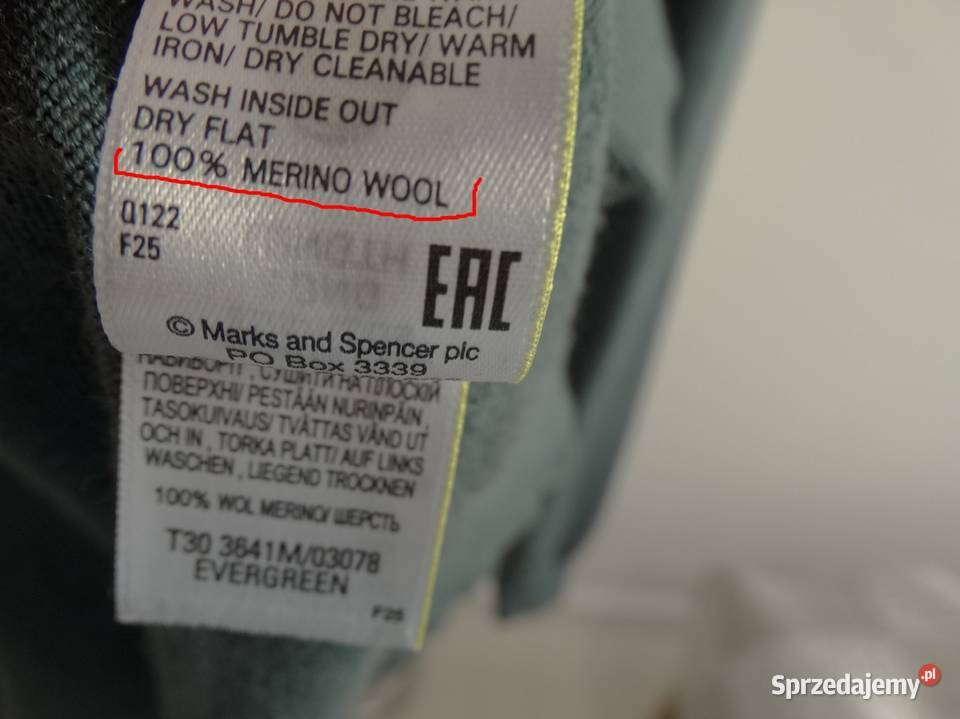 WASH/ DO NOT BLEACH/
LOW TUMBLE DRY/ WARM
IRON/ DRY CLEANABLE
WASH INSIDE OUT
DRY FLAT
100% MERINO WOOL
Q122
F25
EAC
© Marks and Spencer plc
PO Box 3339
, СУШИТИ НА ПЛОСКІЙ
ПОВЕРХНІ/ PESTÄÄN NURINPÄIN,
TASOKUIVAUS/ TVÄTTAS VÄND UT
OCH IN , TORKA PLATT/ AUF LINKS
WASCHEN , LIEGEND TROCKNEN
100% WOL MERINO/ ШЕРСТЬ
T30 3641M/03078
EVERGREEN
F25
Sprzedajemy.pl